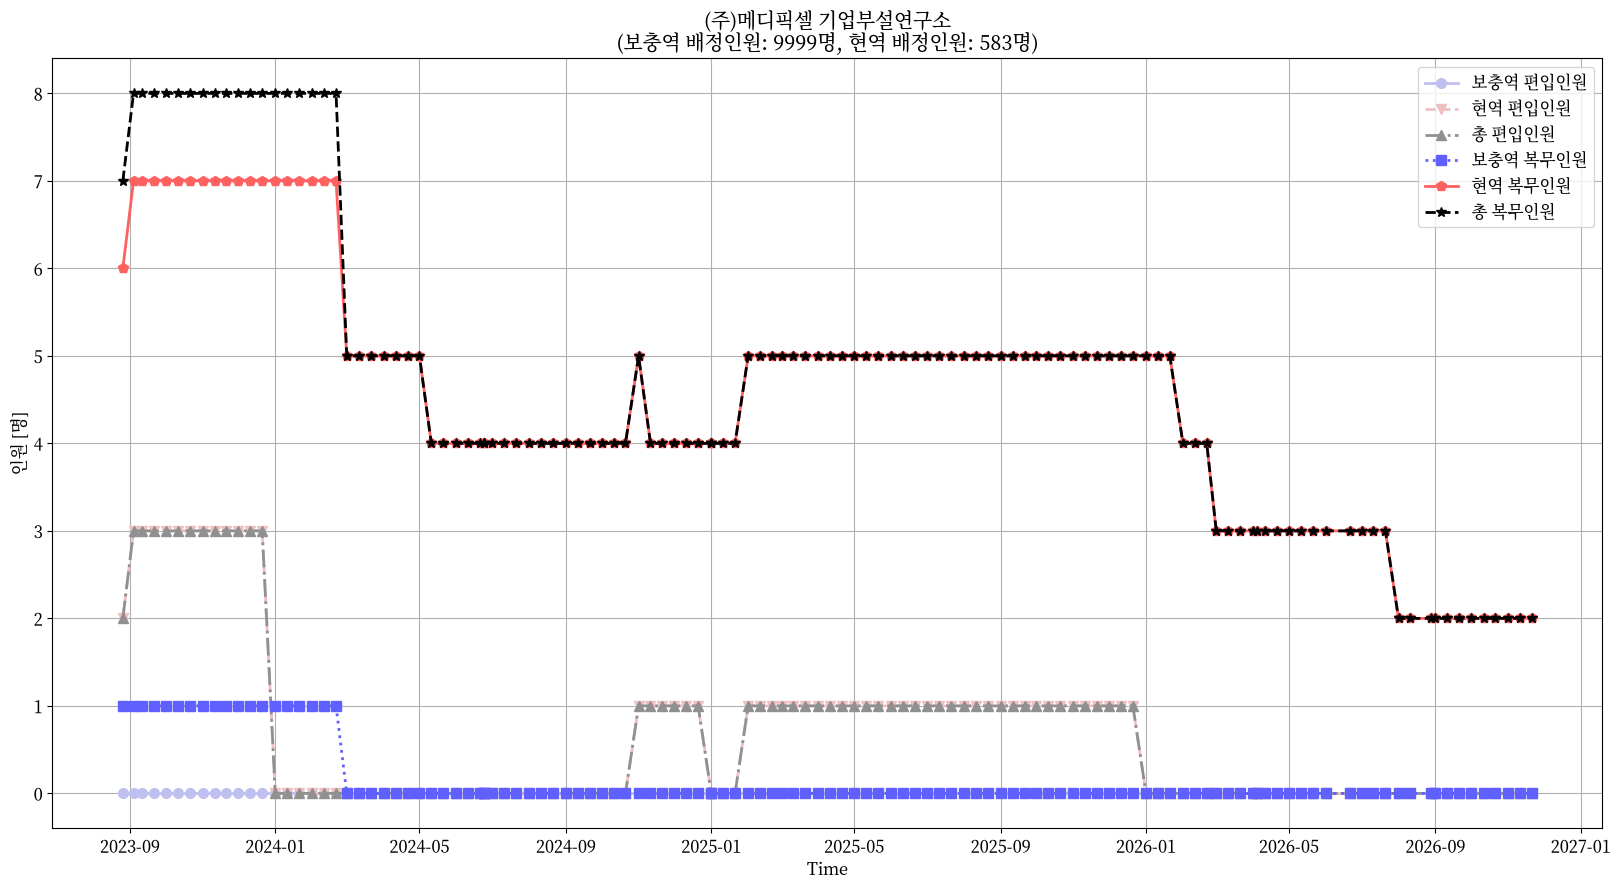 (주)메디픽셀 기업부설연구소
(보충역 배정인원: 9999명, 현역 배정인원: 583명)
보충역 편입인원
현역 편입인원
총 편입인원
보충역 복무인원
현역 복무인원
총 복무인원
인원 [명]
8
7
6
5
4
3
2
1
0
2023-09
2024-01
2024-05
2024-09
2025-01
2025-05
2025-09
2026-01
2026-05
2026-09
2027-01
Time